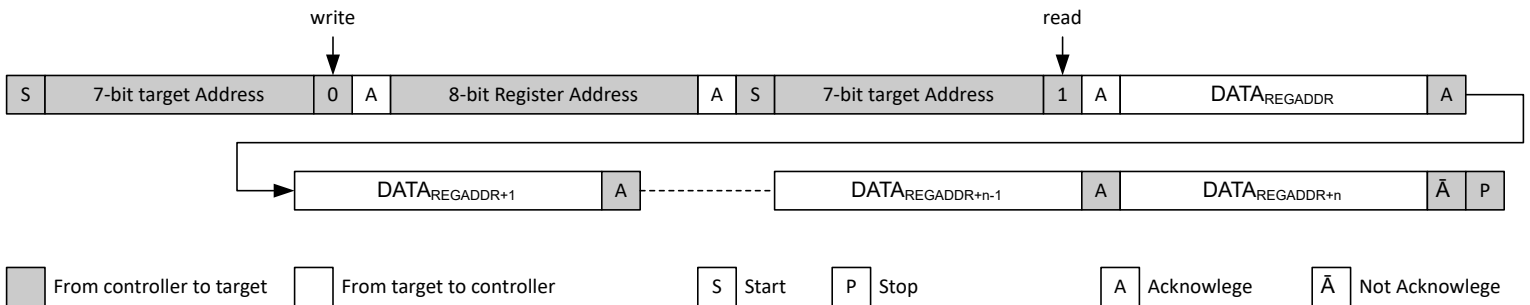 write read
S 7-bit target Address 0 A 8-bit Register Address A S 7-bit target Address 1 A DATAREGADDR A
DATAREGADDR+1 A DATAREGADDR+n-1 A DATAREGADDR+n Ā P
From controller to target From target to controller S Start P Stop A Acknowlege Ā Not Acknowlege